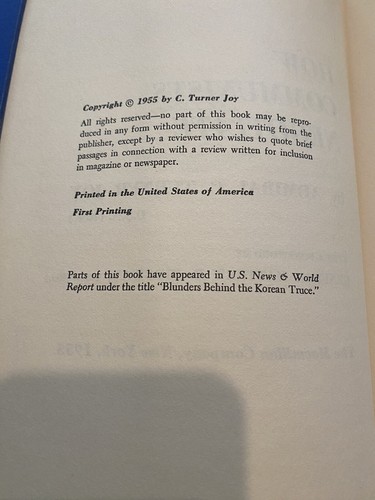 Copyright © 1955 by C. Turner Joy
All rights reserved—no part of this book may be repro-
duced in any form without permission in writing from the
publisher, except by a reviewer who wishes to quote brief
passages in connection with a review written for inclusion
in magazine or newspaper.
Printed in the United States of America
First Printing
Parts of this book have appeared in U.S. News & World
Report under the title "Blunders Behind the Korean Truce."